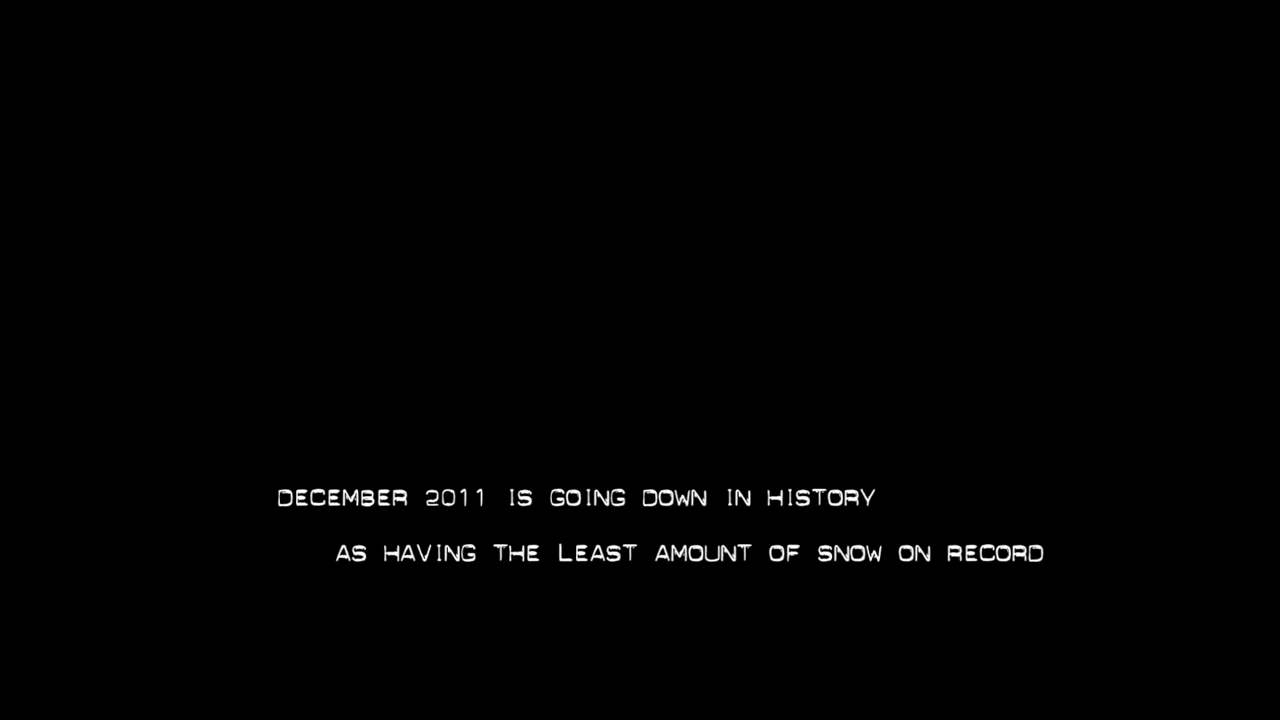 DECEMBER 2011 IS GOING DOWN IN HISTORY
AS HAVING THE LEAST AMOUNT OF SNOW ON RECORD